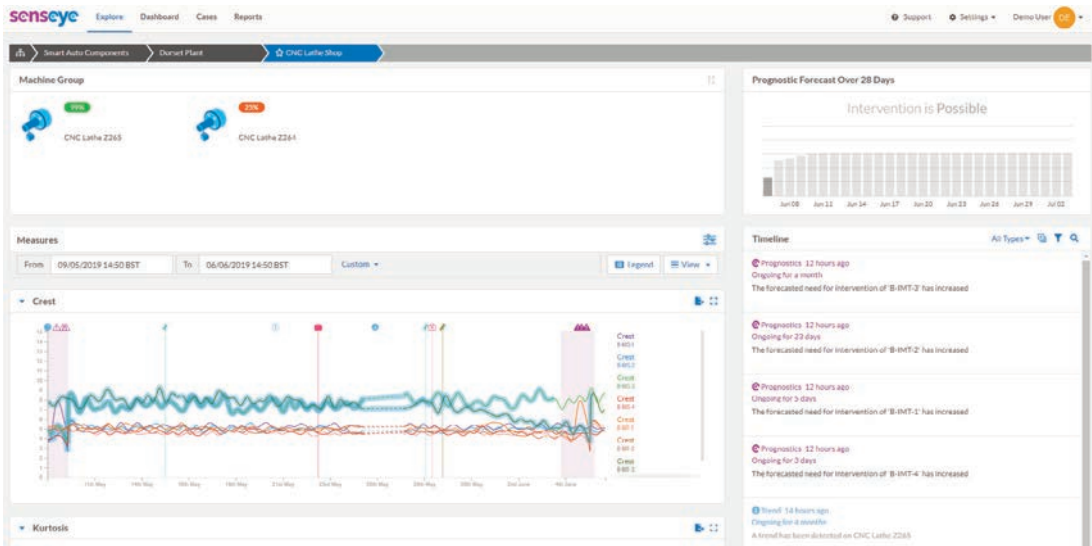 senseye Explore Dashboard Cases Reports Support Settings Demo User DE
Smart Auto Components Dorset Plant CNC Lathe Shop
Machine Group
99%
CNC Lathe Z265
25%
CNC Lathe Z264
Prognostic Forecast Over 28 Days
Intervention is Possible
Jun 08 Jun 11 Jun 14 Jun 17 Jun 20 Jun 23 Jun 26 Jun 29 Jul 02
Measures
From 09/05/2019 14:50 BST To 06/06/2019 14:50 BST Custom Legend View
Crest
Crest
Crest
Crest
Crest
Crest
Crest
Crest
Kurtosis
Timeline All Types
Prognostics 12 hours ago
Ongoing for a month
The forecasted need for intervention of 'B-IMT-3' has increased
Prognostics 12 hours ago
Ongoing for 23 days
The forecasted need for intervention of 'B-IMT-2' has increased
Prognostics 12 hours ago
Ongoing for 5 days
The forecasted need for intervention of 'B-IMT-1' has increased
Prognostics 12 hours ago
Ongoing for 3 days
The forecasted need for intervention of 'B-IMT-4' has increased
Trend 14 hours ago
Ongoing for 4 months
A trend has been detected on CNC Lathe Z265